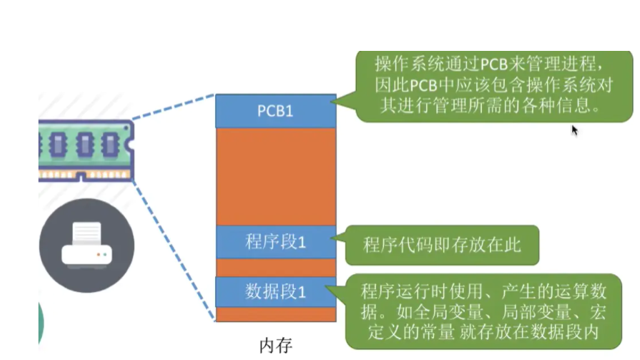 操作系统通过PCB来管理进程，
因此PCB中应该包含操作系统对
其进行管理所需的各种信息。
PCB1
程序段1
程序代码即存放在此
数据段1
程序运行时使用、产生的运算数
据。如全局变量、局部变量、宏
定义的常量 就存放在数据段内
内存